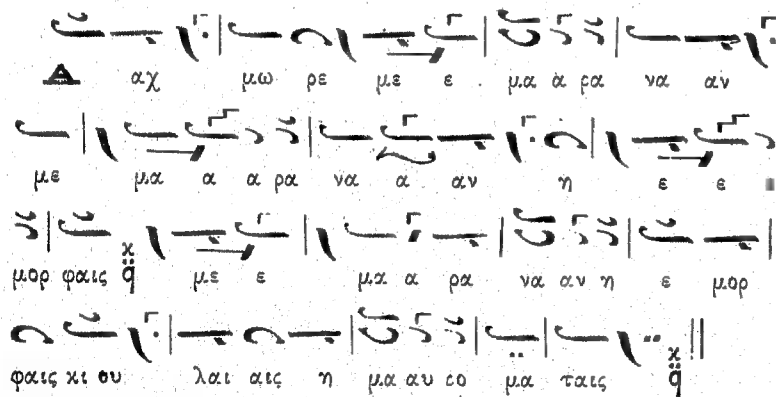 Α αχ μω ρε με ε μα α ρα να αν
με μα α α ρα να α αν η ε ε
μορ φαις με ε μα α ρα να αν η ε μορ
φαις κι ου λαι αις η μα αυ ρο μα ταις